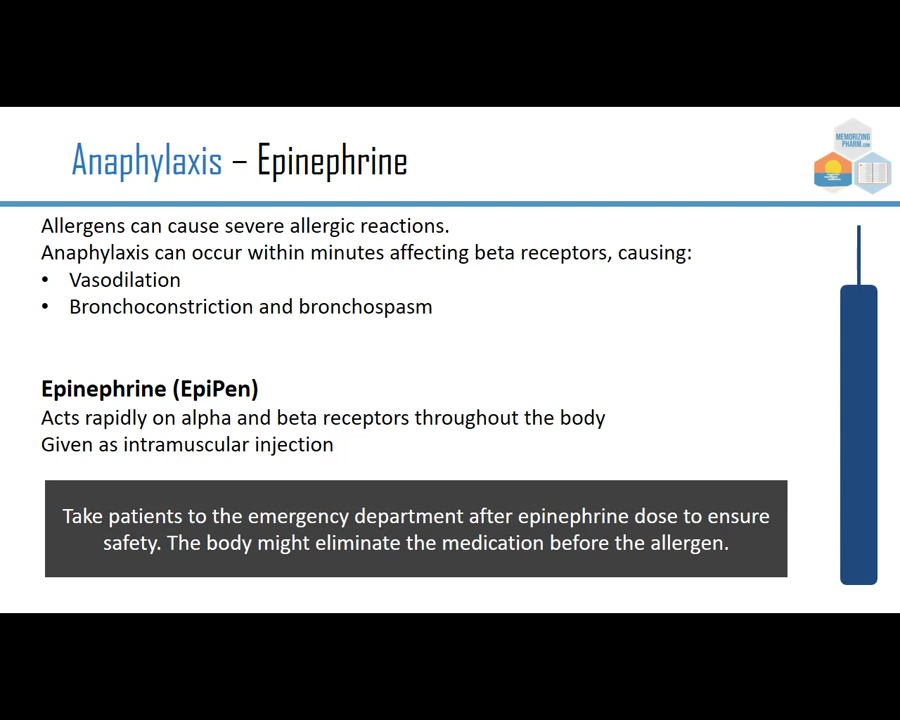 Anaphylaxis – Epinephrine
MEMORIZING
PHARM.COM
Allergens can cause severe allergic reactions.
Anaphylaxis can occur within minutes affecting beta receptors, causing:
• Vasodilation
• Bronchoconstriction and bronchospasm
Epinephrine (EpiPen)
Acts rapidly on alpha and beta receptors throughout the body
Given as intramuscular injection
Take patients to the emergency department after epinephrine dose to ensure
safety. The body might eliminate the medication before the allergen.